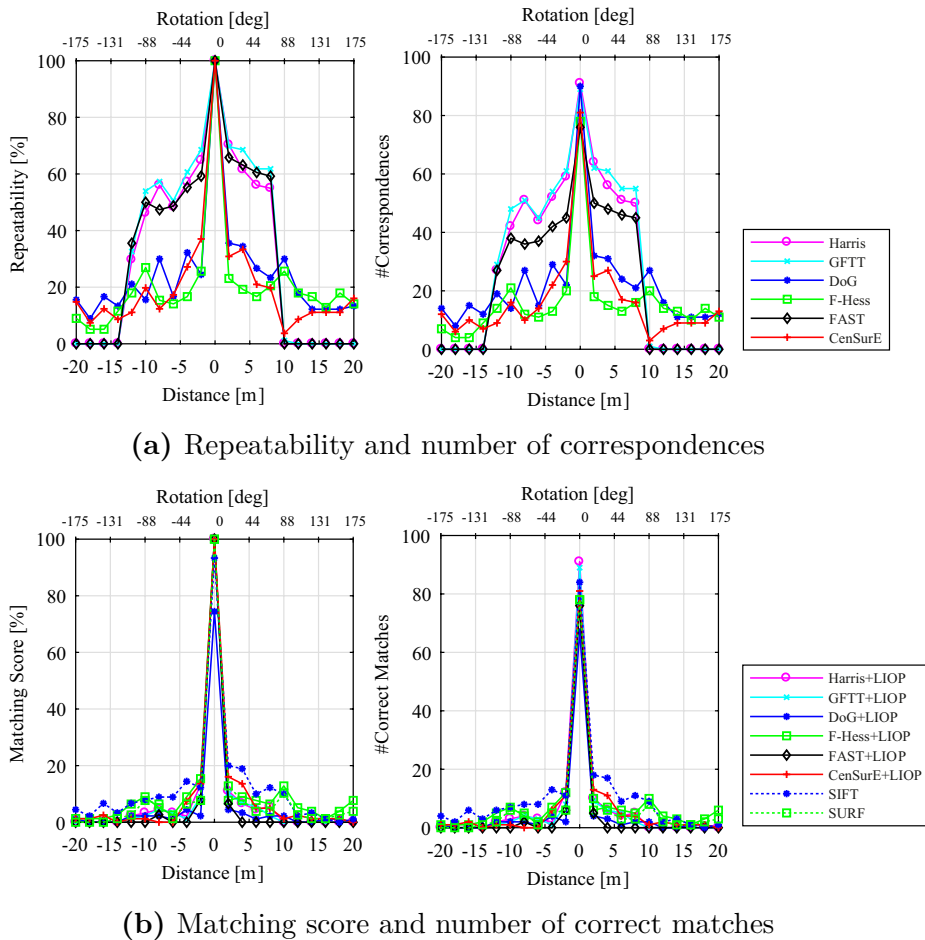 Rotation [deg]
-175 -131 -88 -44 0 44 88 131 175
100
80
60
40
20
0
Repeatability [%]
-20 -15 -10 -5 0 5 10 15 20
Distance [m]
Rotation [deg]
-175 -131 -88 -44 0 44 88 131 175
100
80
60
40
20
0
#Correspondences
-20 -15 -10 -5 0 5 10 15 20
Distance [m]
Harris
GFTT
DoG
F-Hess
FAST
CenSurE
(a) Repeatability and number of correspondences
Rotation [deg]
-175 -131 -88 -44 0 44 88 131 175
100
80
60
40
20
0
Matching Score [%]
-20 -15 -10 -5 0 5 10 15 20
Distance [m]
Rotation [deg]
-175 -131 -88 -44 0 44 88 131 175
100
80
60
40
20
0
#Correct Matches
-20 -15 -10 -5 0 5 10 15 20
Distance [m]
Harris+LIOP
GFTT+LIOP
DoG+LIOP
F-Hess+LIOP
FAST+LIOP
CenSurE+LIOP
SIFT
SURF
(b) Matching score and number of correct matches